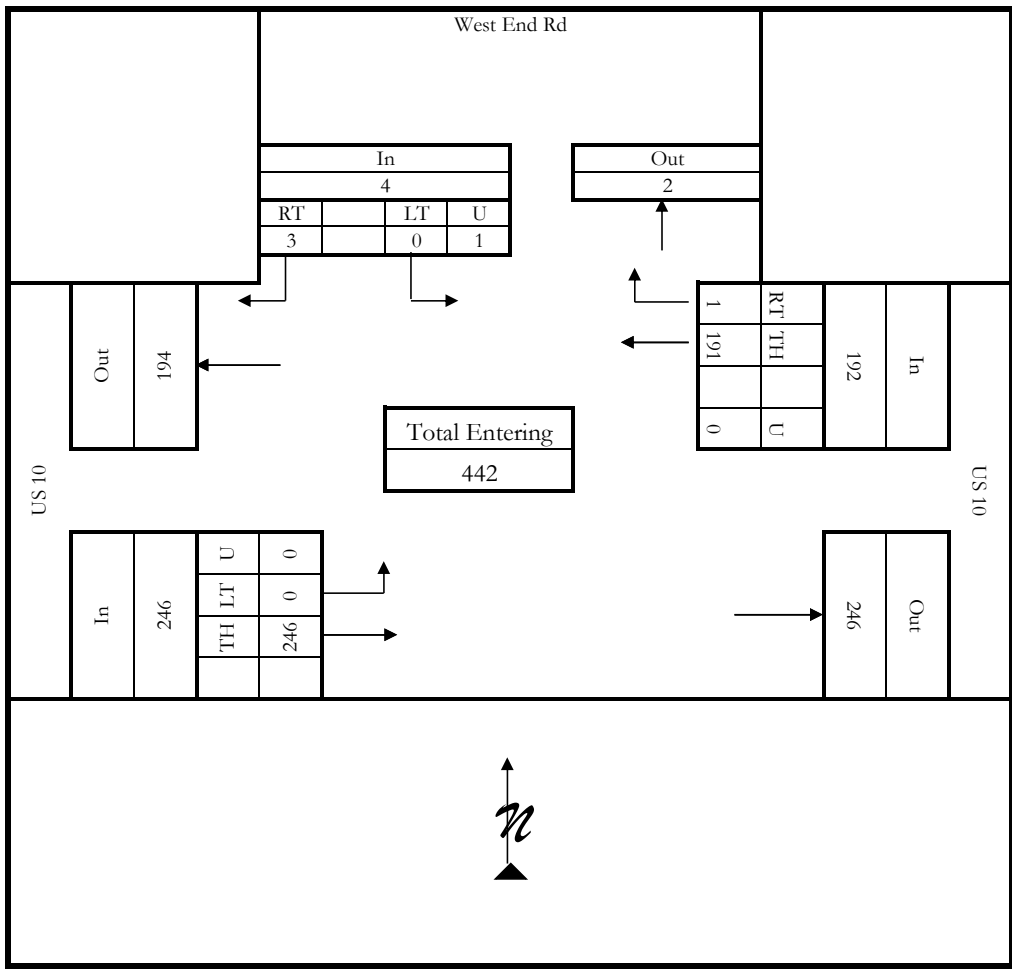 West End Rd
In
4
RT LT U
3 0 1
Out
2
Out
194
1 RT
191 TH
0 U
192
In
Total Entering
442
US 10
US 10
In
246
U 0
LT 0
TH 246
246
Out
N